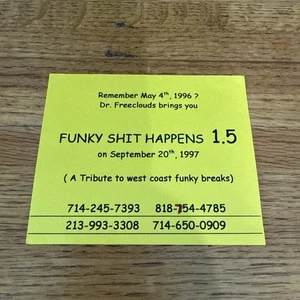 Remember May 4th, 1996 ?
Dr. Freeclouds brings you
FUNKY SHIT HAPPENS 1.5
on September 20th, 1997
( A Tribute to west coast funky breaks)
714-245-7393 818-754-4785
213-993-3308 714-650-0909